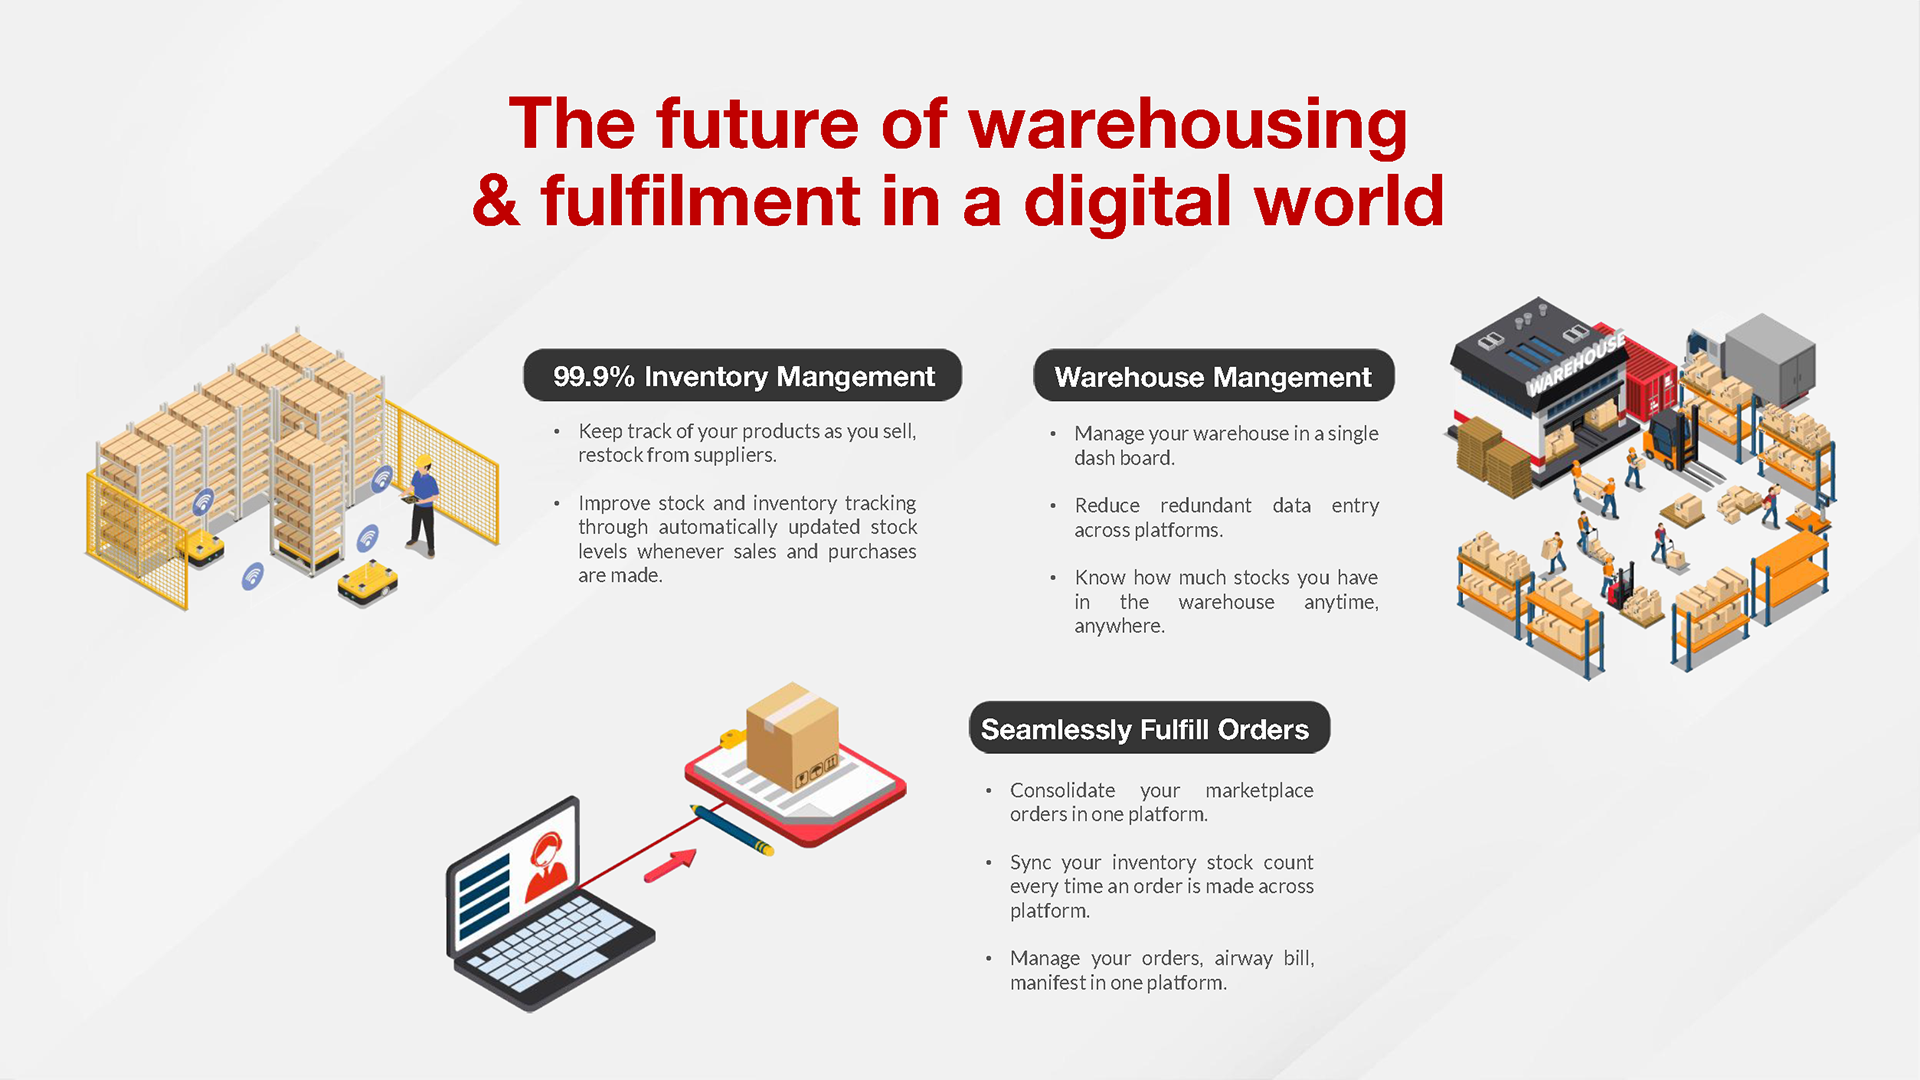 The future of warehousing
& fulfilment in a digital world
99.9% Inventory Mangement
• Keep track of your products as you sell,
restock from suppliers.
• Improve stock and inventory tracking
through automatically updated stock
levels whenever sales and purchases
are made.
Warehouse Mangement
• Manage your warehouse in a single
dash board.
• Reduce redundant data entry
across platforms.
• Know how much stocks you have
in the warehouse anytime,
anywhere.
WAREHOUSE
Seamlessly Fulfill Orders
• Consolidate your marketplace
orders in one platform.
• Sync your inventory stock count
every time an order is made across
platform.
• Manage your orders, airway bill,
manifest in one platform.